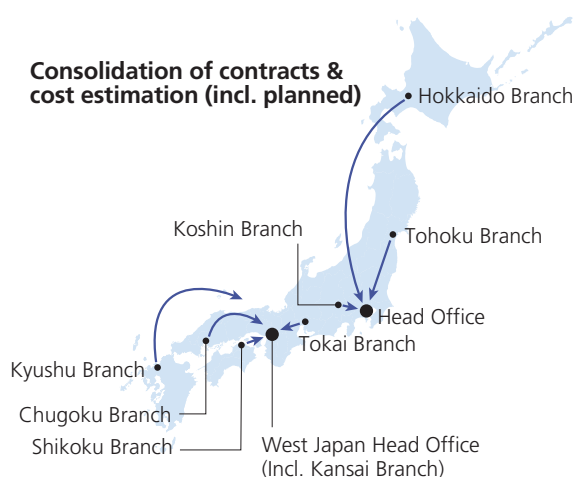 Consolidation of contracts &
cost estimation (incl. planned)
Hokkaido Branch
Koshin Branch
Tohoku Branch
Head Office
Tokai Branch
Kyushu Branch
Chugoku Branch
Shikoku Branch
West Japan Head Office
(Incl. Kansai Branch)